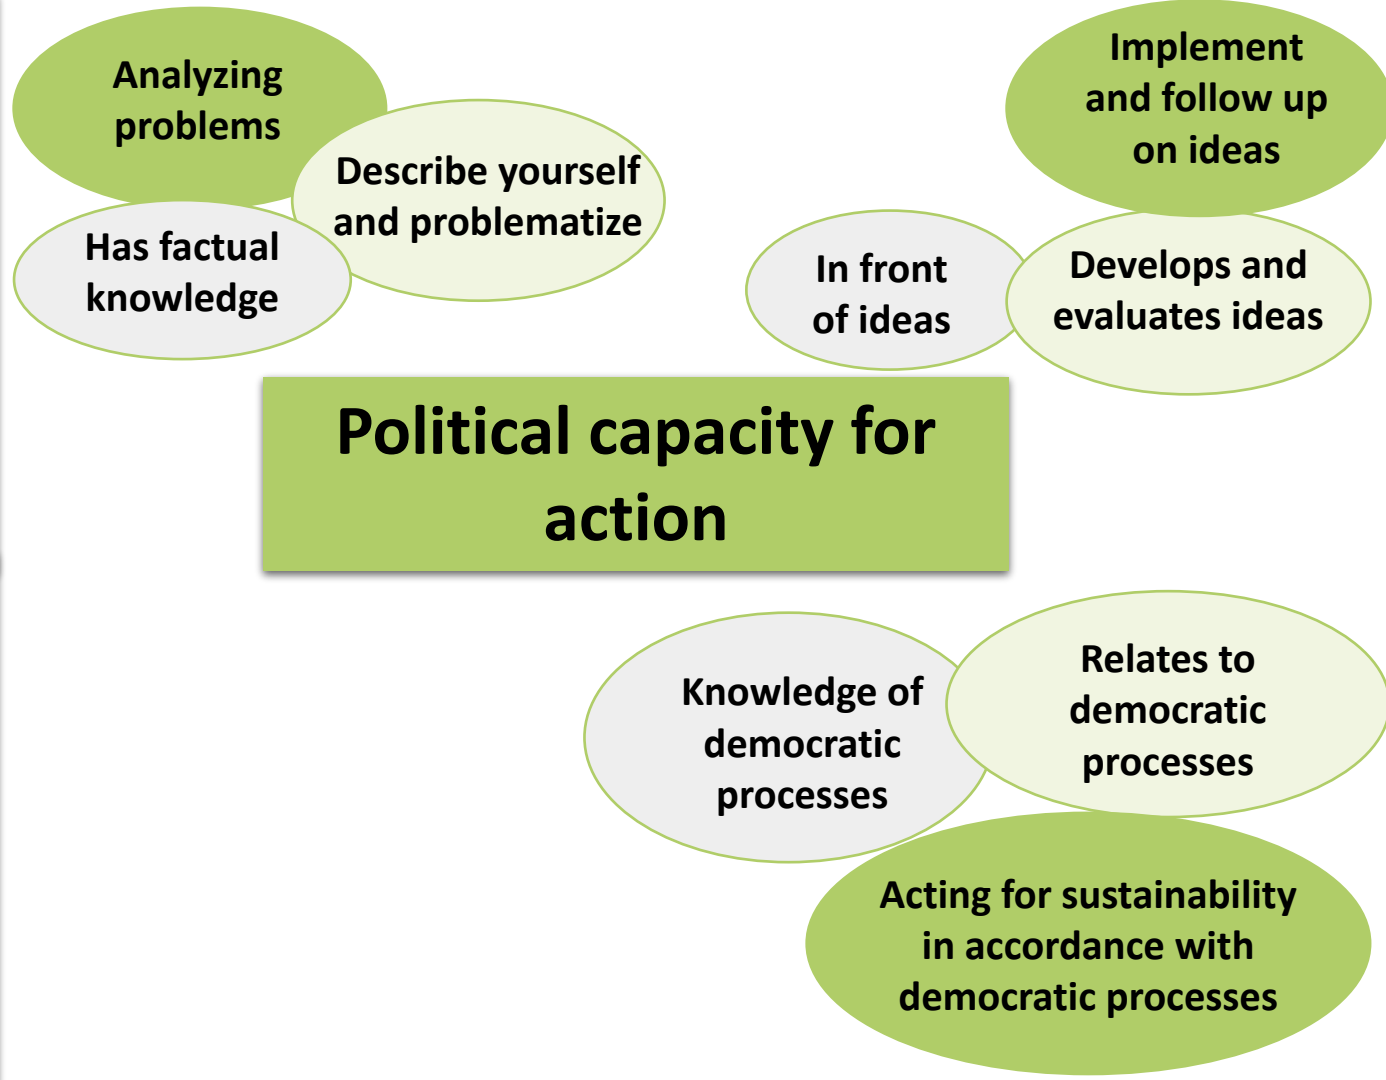 Analyzing
problems
Describe yourself
and problematize
Has factual
knowledge
Implement
and follow up
on ideas
In front
of ideas
Develops and
evaluates ideas
Political capacity for
action
Knowledge of
democratic
processes
Relates to
democratic
processes
Acting for sustainability
in accordance with
democratic processes